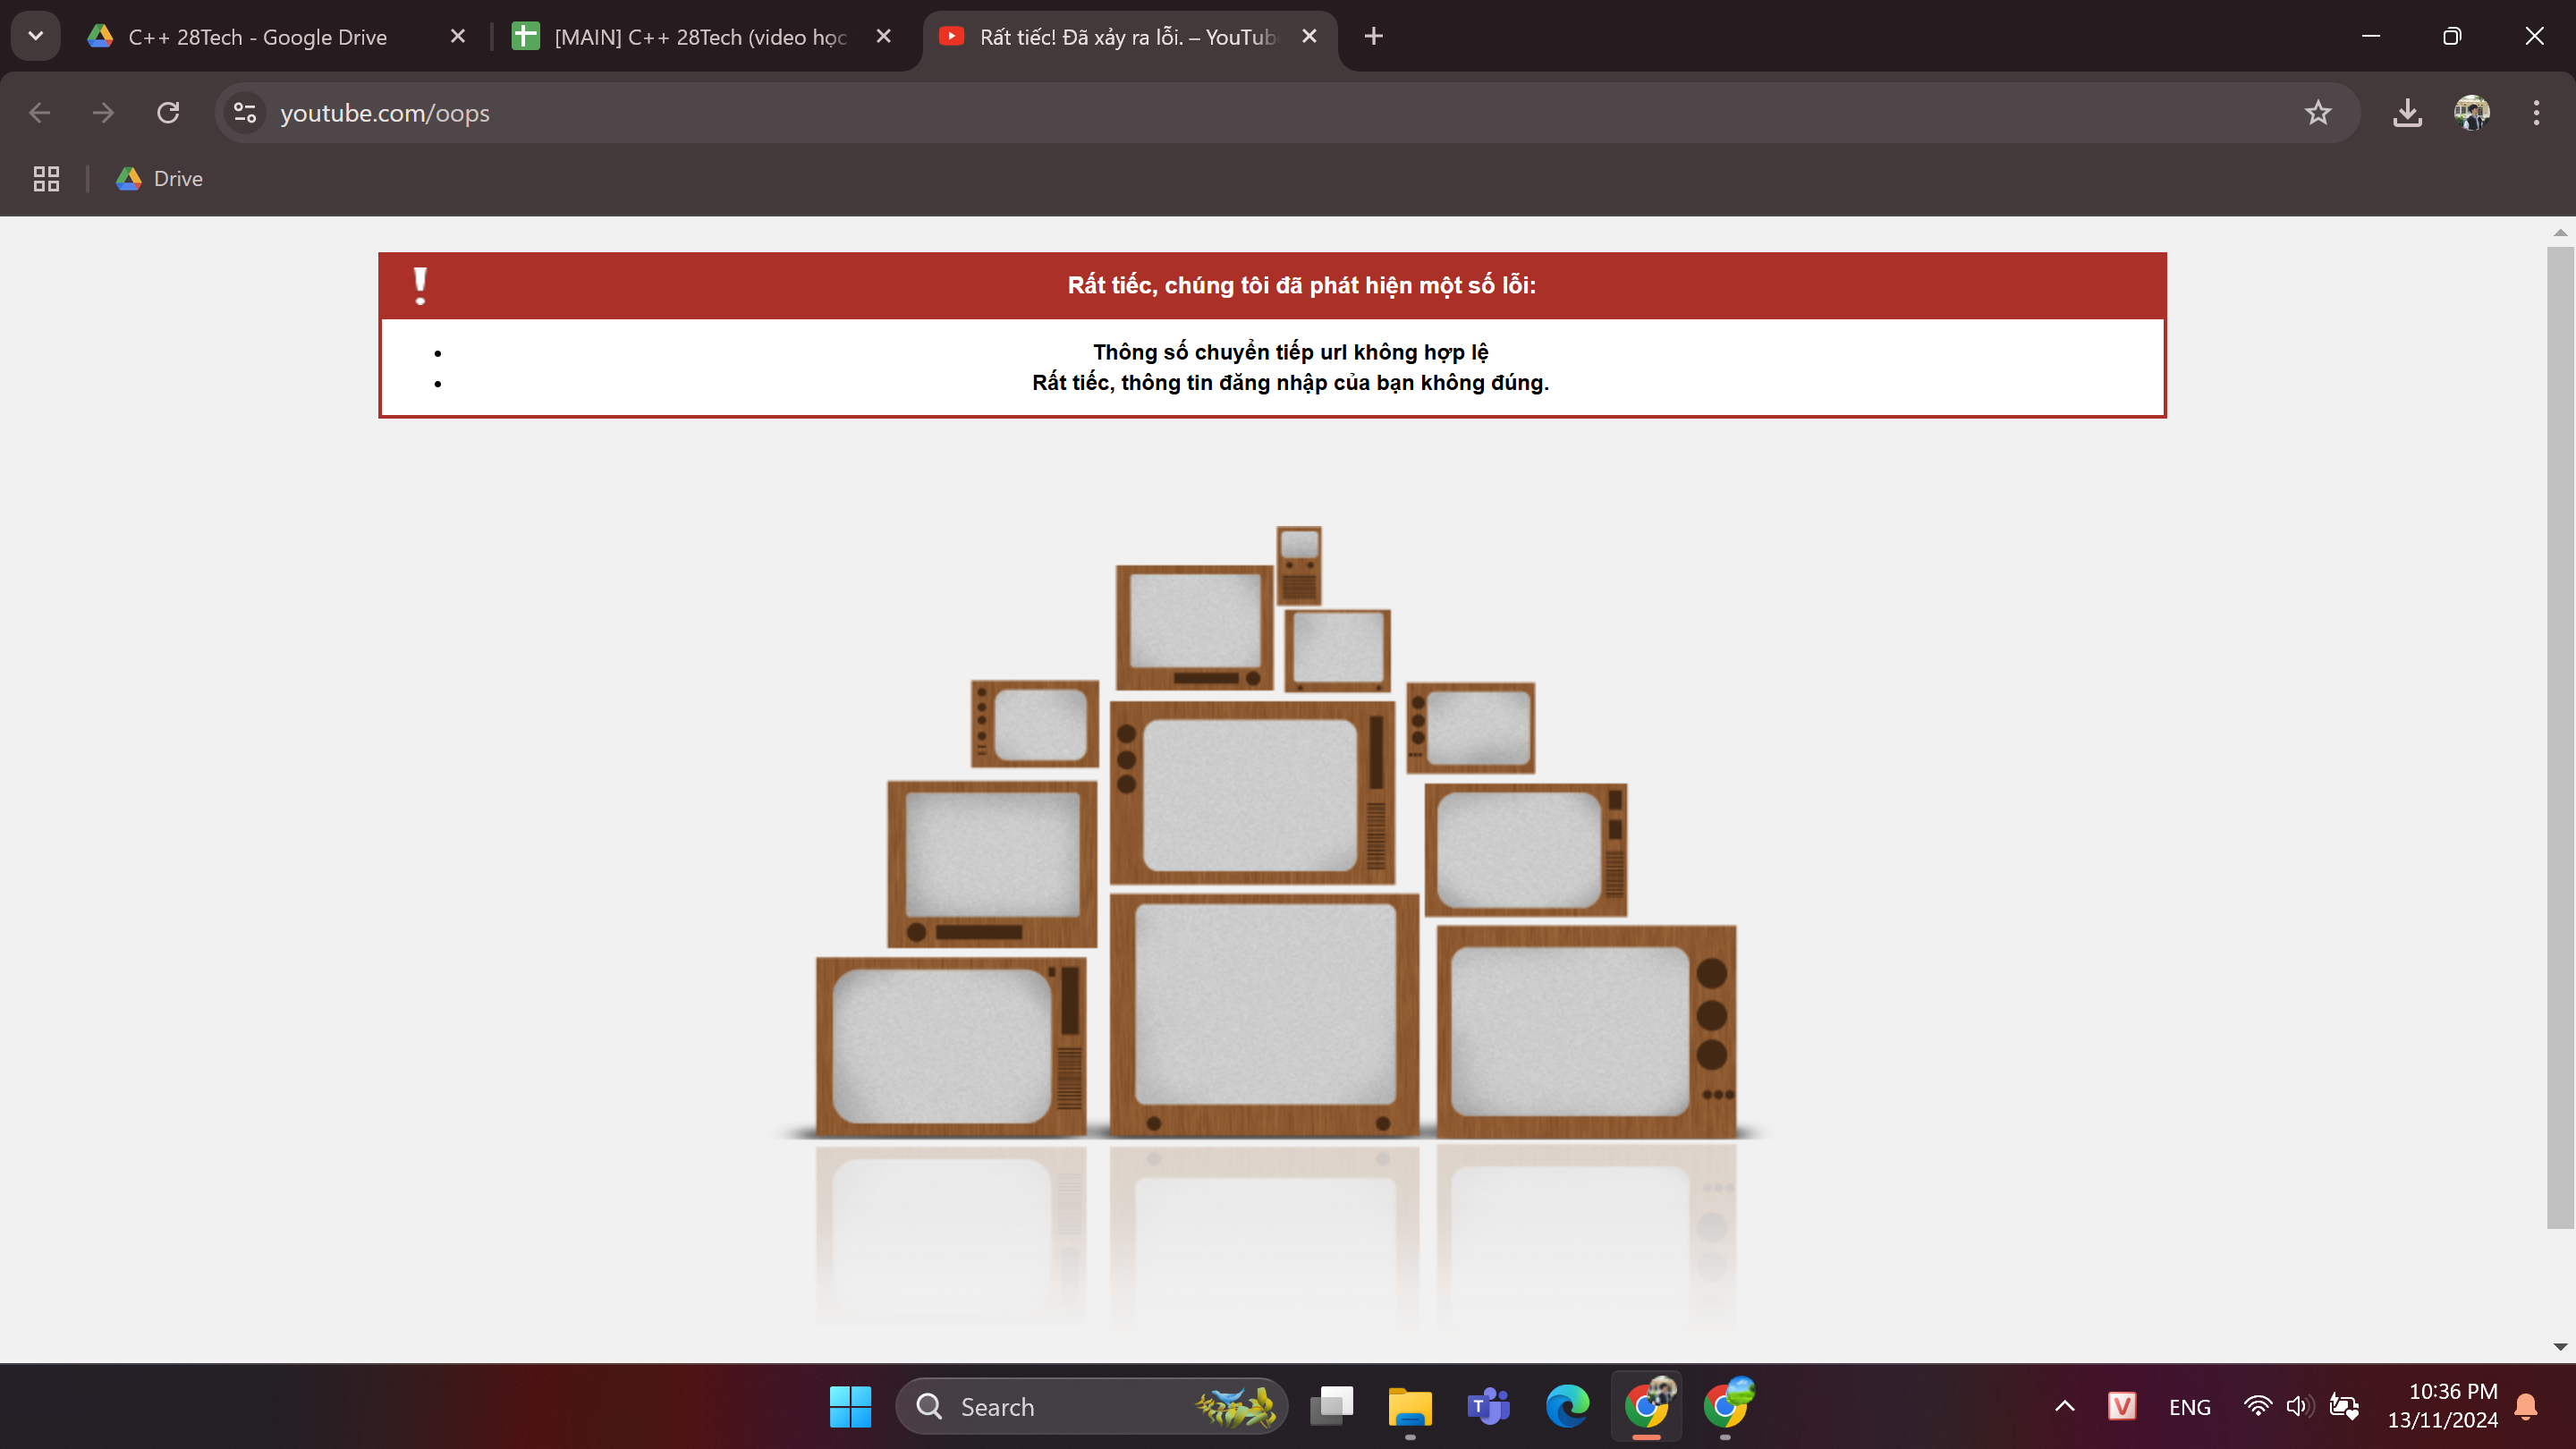 C++ 28Tech - Google Drive
[MAIN] C++ 28Tech (video học
Rất tiếc! Đã xảy ra lỗi. – YouTub
youtube.com/oops
Drive
Rất tiếc, chúng tôi đã phát hiện một số lỗi:
Thông số chuyển tiếp url không hợp lệ
Rất tiếc, thông tin đăng nhập của bạn không đúng.
Search
T
V
ENG
10:36 PM
13/11/2024